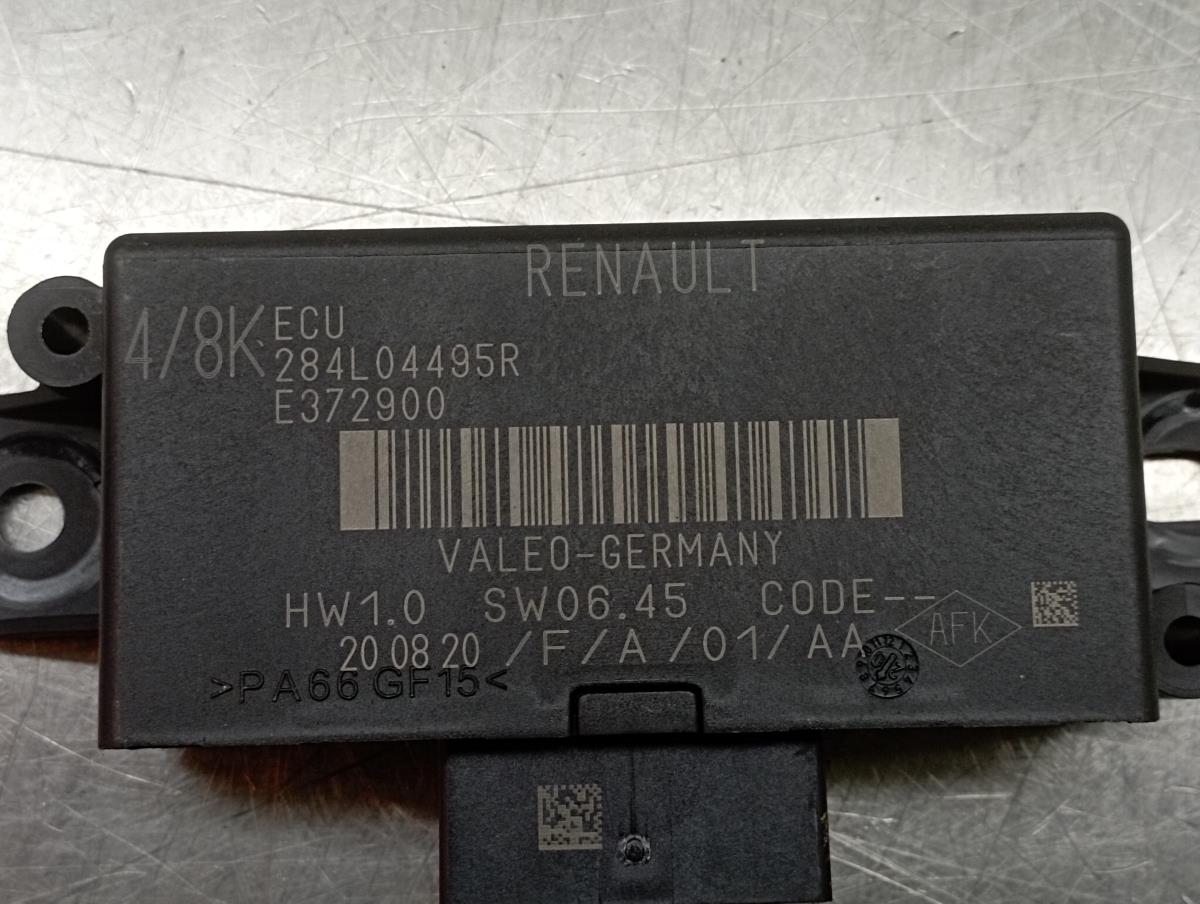 RENAULT
4/8K
ECU
284L04495R
E372900
VALEO-GERMANY
HW1.0 SW06.45 CODE--
20 08 20 /F/A/01/AA
AFK
>PA66 GF15<